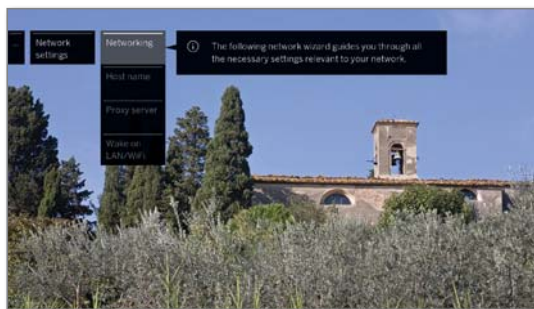 ...
Network
settings
Networking
The following network wizard guides you through all
the necessary settings relevant to your network.
Host name
Proxy server
Wake on
LAN/WiFi